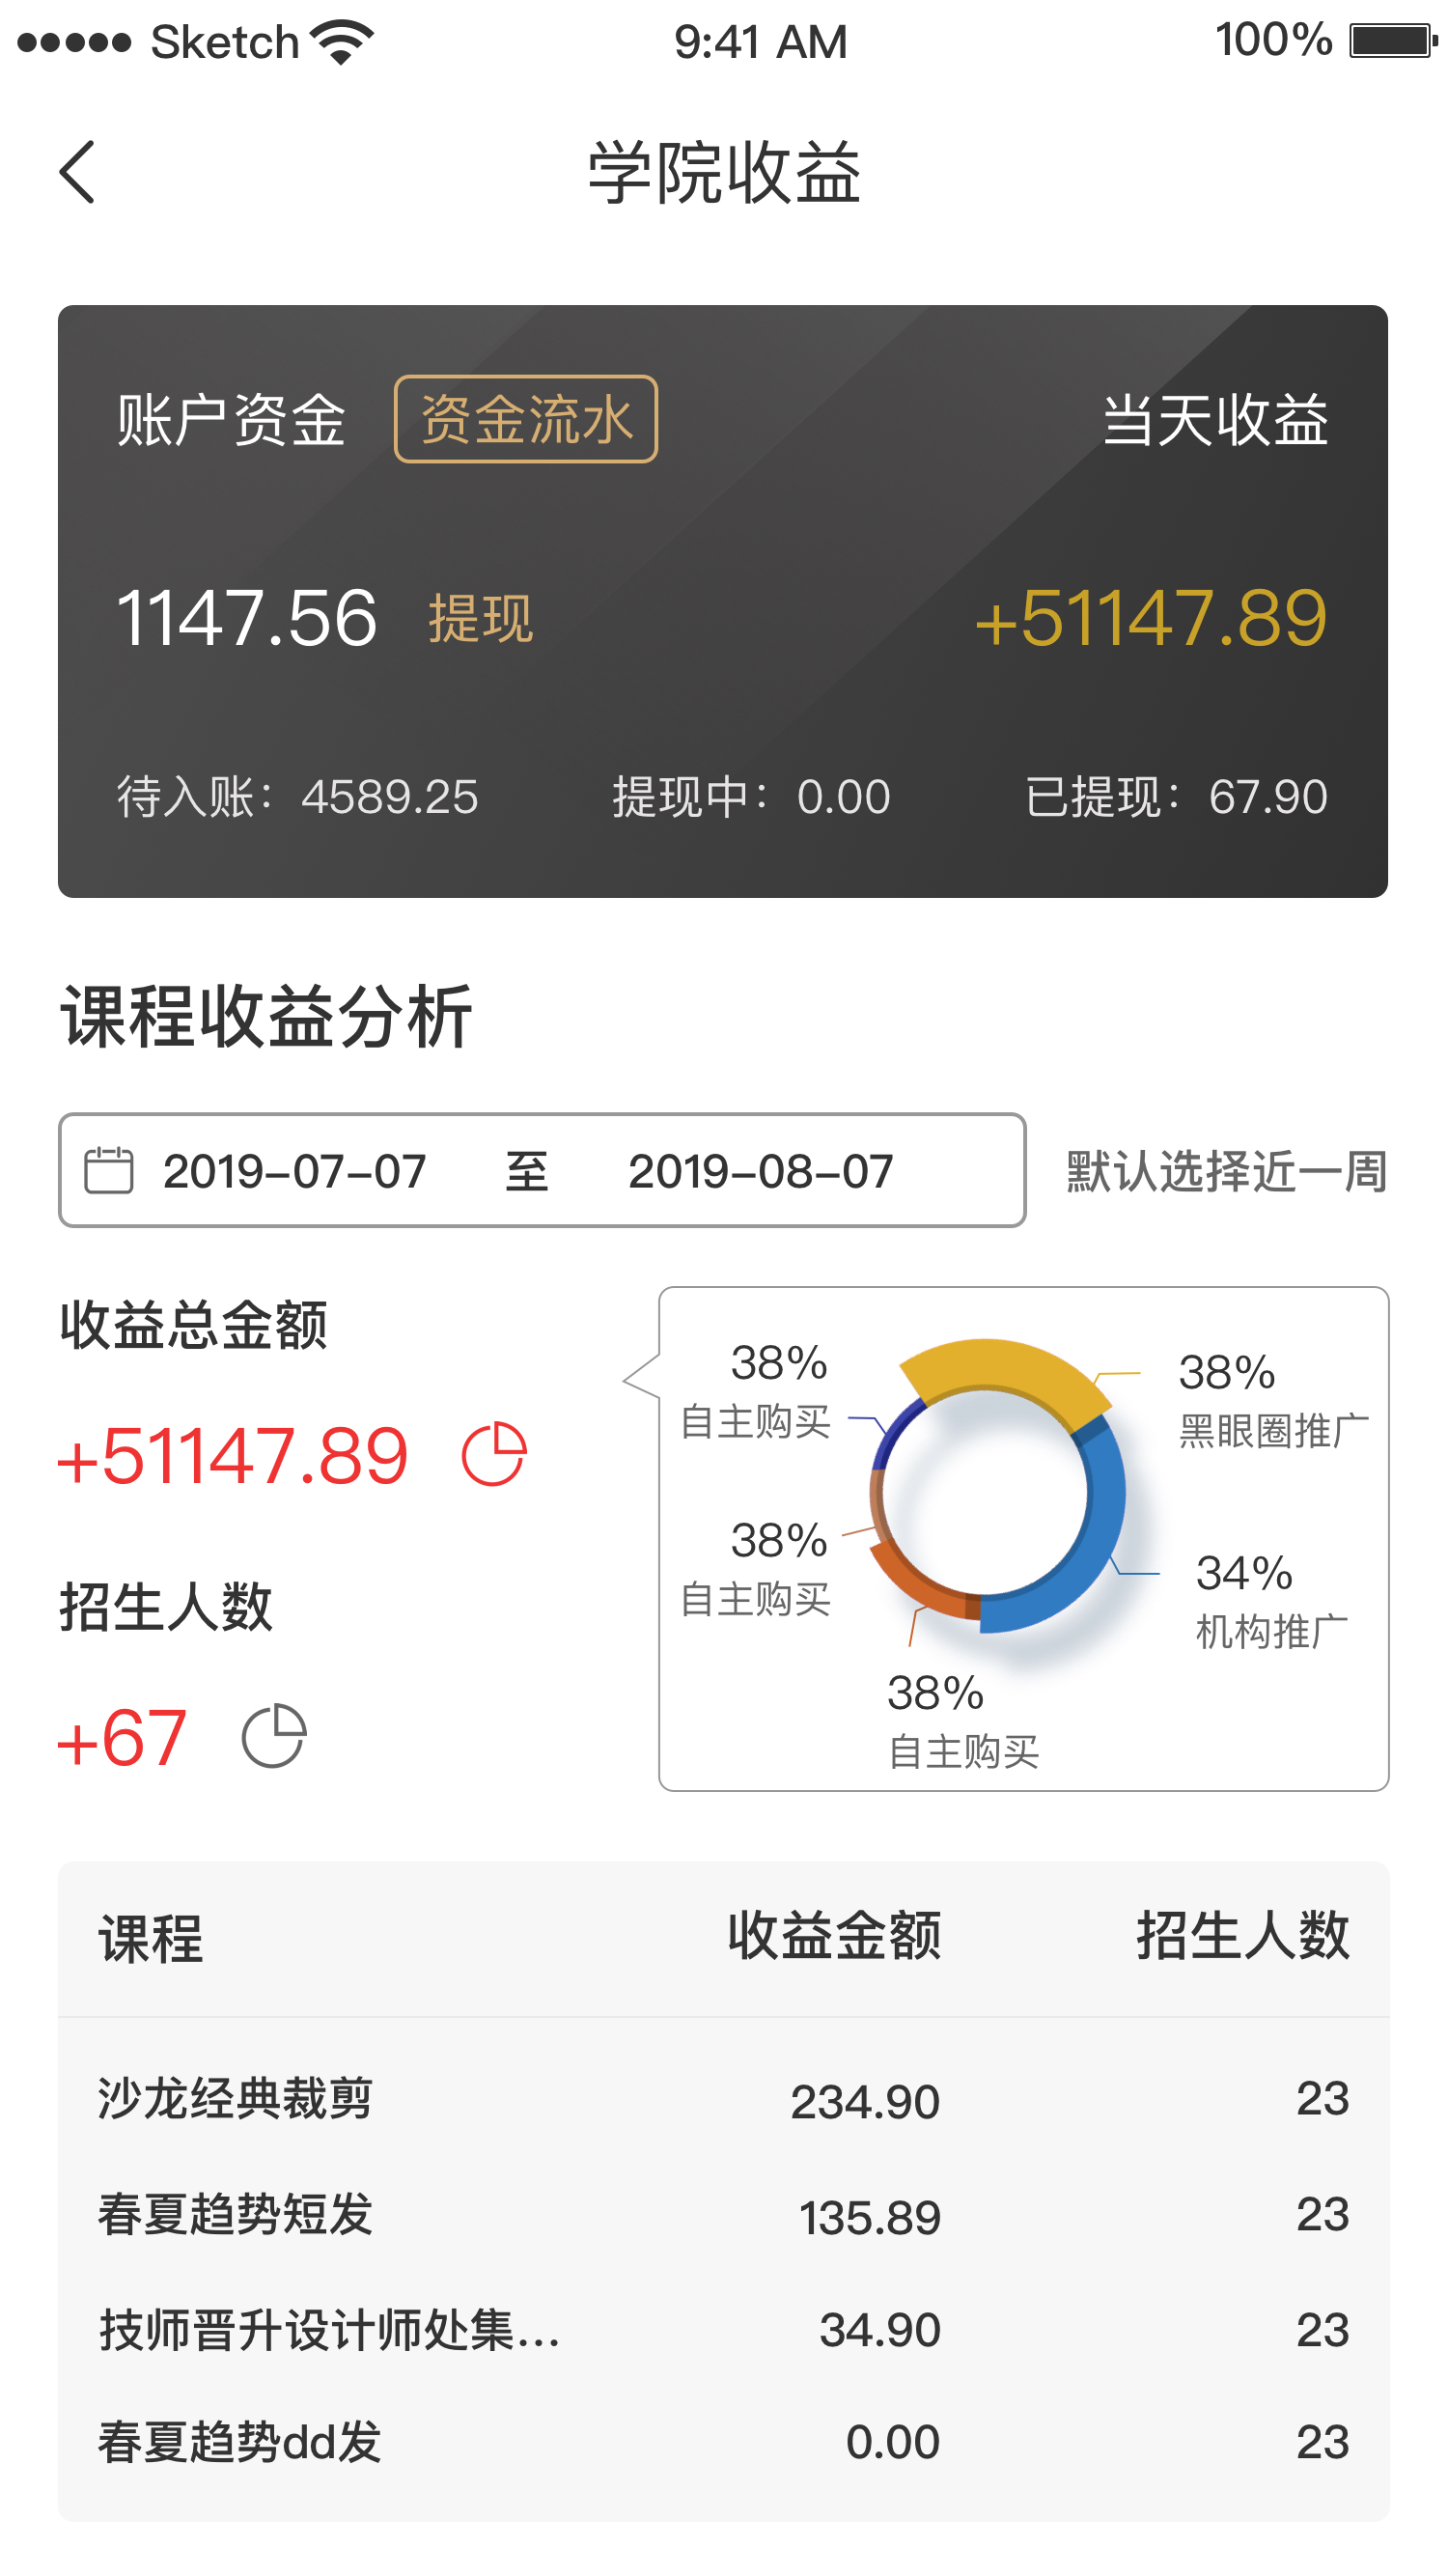 Sketch 9:41 AM 100%
学院收益
账户资金 资金流水 当天收益
1147.56 提现 +51147.89
待入账：4589.25 提现中：0.00 已提现：67.90
课程收益分析
2019-07-07 至 2019-08-07 默认选择近一周
收益总金额
+51147.89
招生人数
+67
38%
自主购买
38%
黑眼圈推广
38%
自主购买
34%
机构推广
38%
自主购买
课程 收益金额 招生人数
沙龙经典裁剪 234.90 23
春夏趋势短发 135.89 23
技师晋升设计师处集... 34.90 23
春夏趋势dd发 0.00 23